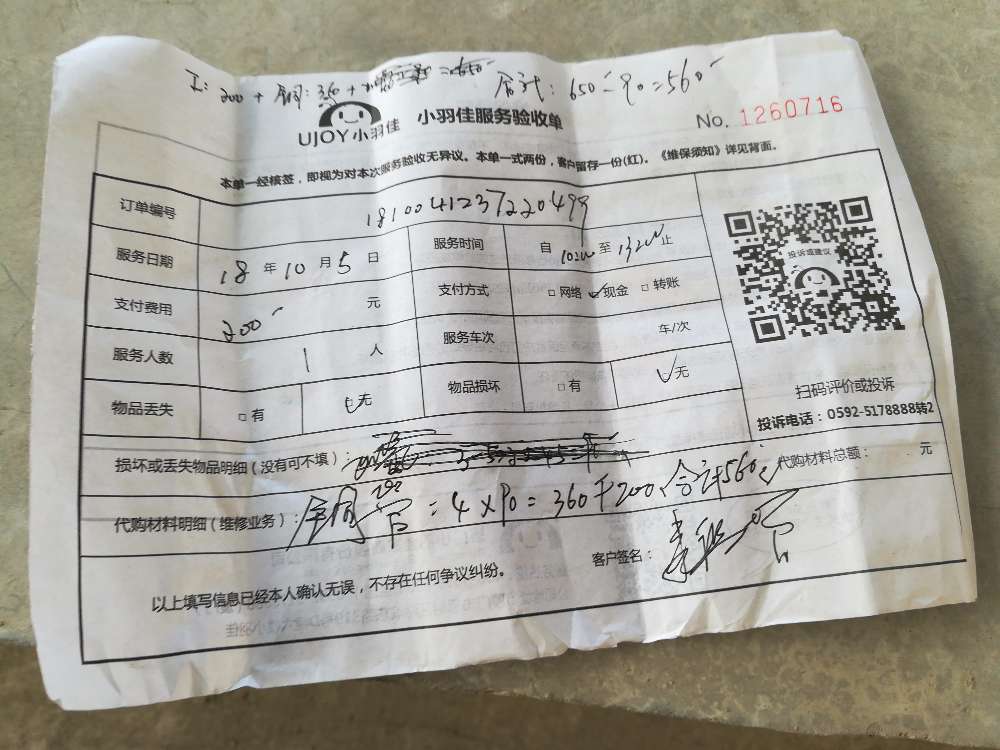 工: 200 + 铜: 360 + 合计: 650 - 90 = 560
UJOY小羽佳 小羽佳服务验收单 No. 1260716
本单一经核签，即视为对本次服务验收无异议。本单一式两份，客户留存一份(红)。《维保须知》详见背面。
订单编号 181004123722049
服务日期 18 年 10 月 5 日 服务时间 自 至 止
支付费用 200 元 支付方式 □网络 ✓现金 □转账
服务人数 1 人 服务车次 车/次
物品丢失 □有 ✓无 物品损坏 □有 ✓无
投诉或建议
扫码评价或投诉
投诉电话：0592-5178888转2
损坏或丢失物品明细（没有可不填）：
代购材料总额： 元
代购材料明细（维修业务）： = 4 × 90 = 360 + 200 合计560
客户签名：
以上填写信息已经本人确认无误，不存在任何争议纠纷。